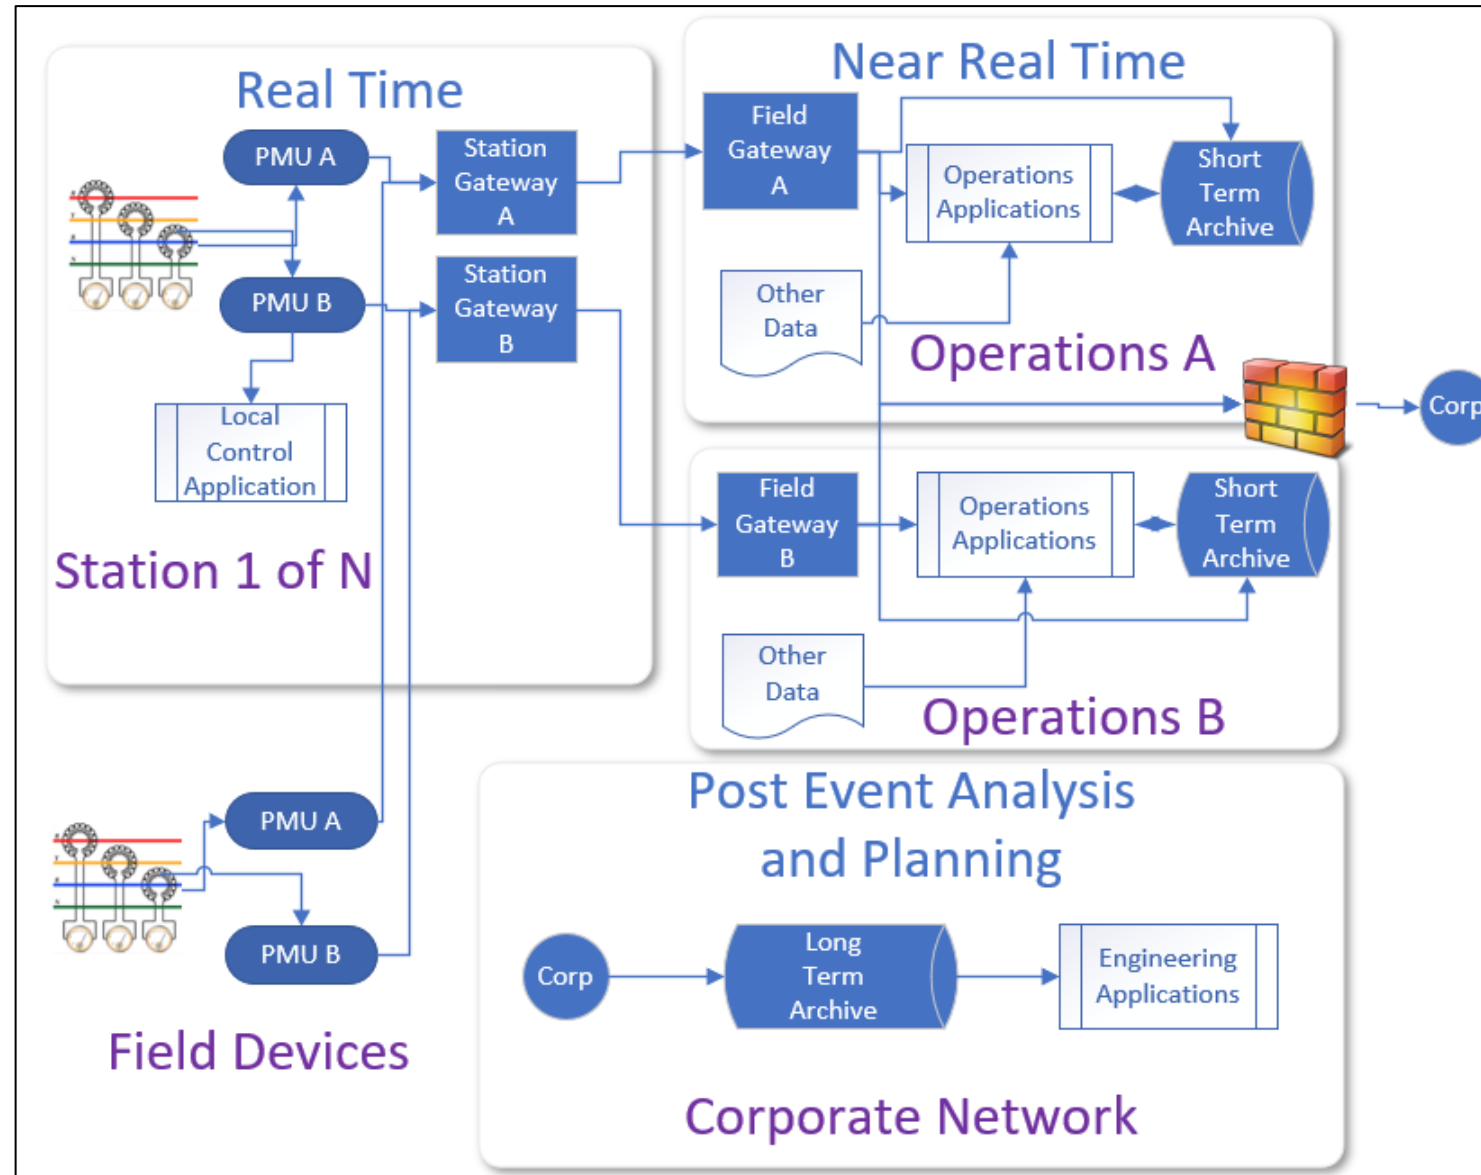 Real Time
PMU A
Station
Gateway
A
PMU B
Station
Gateway
B
Local
Control
Application
Station 1 of N
Near Real Time
Field
Gateway
A
Operations
Applications
Short
Term
Archive
Other
Data
Operations A
Corp
Field
Gateway
B
Operations
Applications
Short
Term
Archive
Other
Data
Operations B
PMU A
PMU B
Field Devices
Post Event Analysis
and Planning
Corp
Long
Term
Archive
Engineering
Applications
Corporate Network